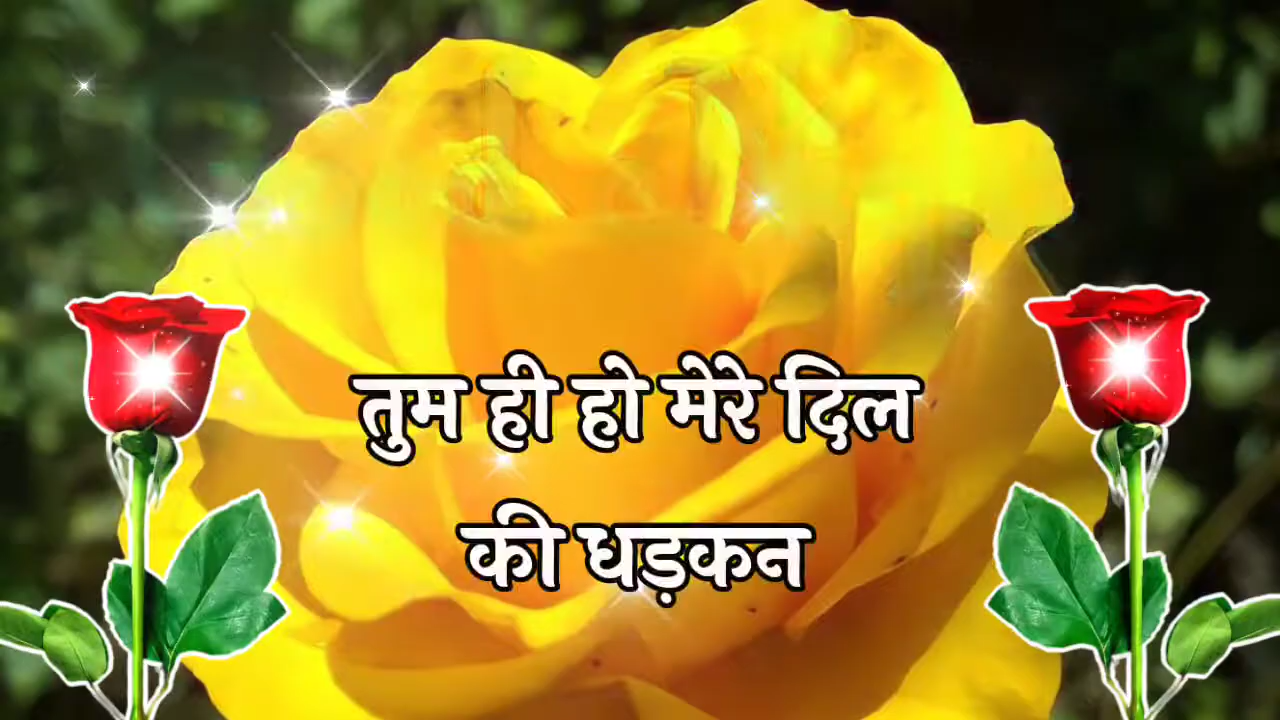 तुम ही हो मेरे दिल
की धड़कन